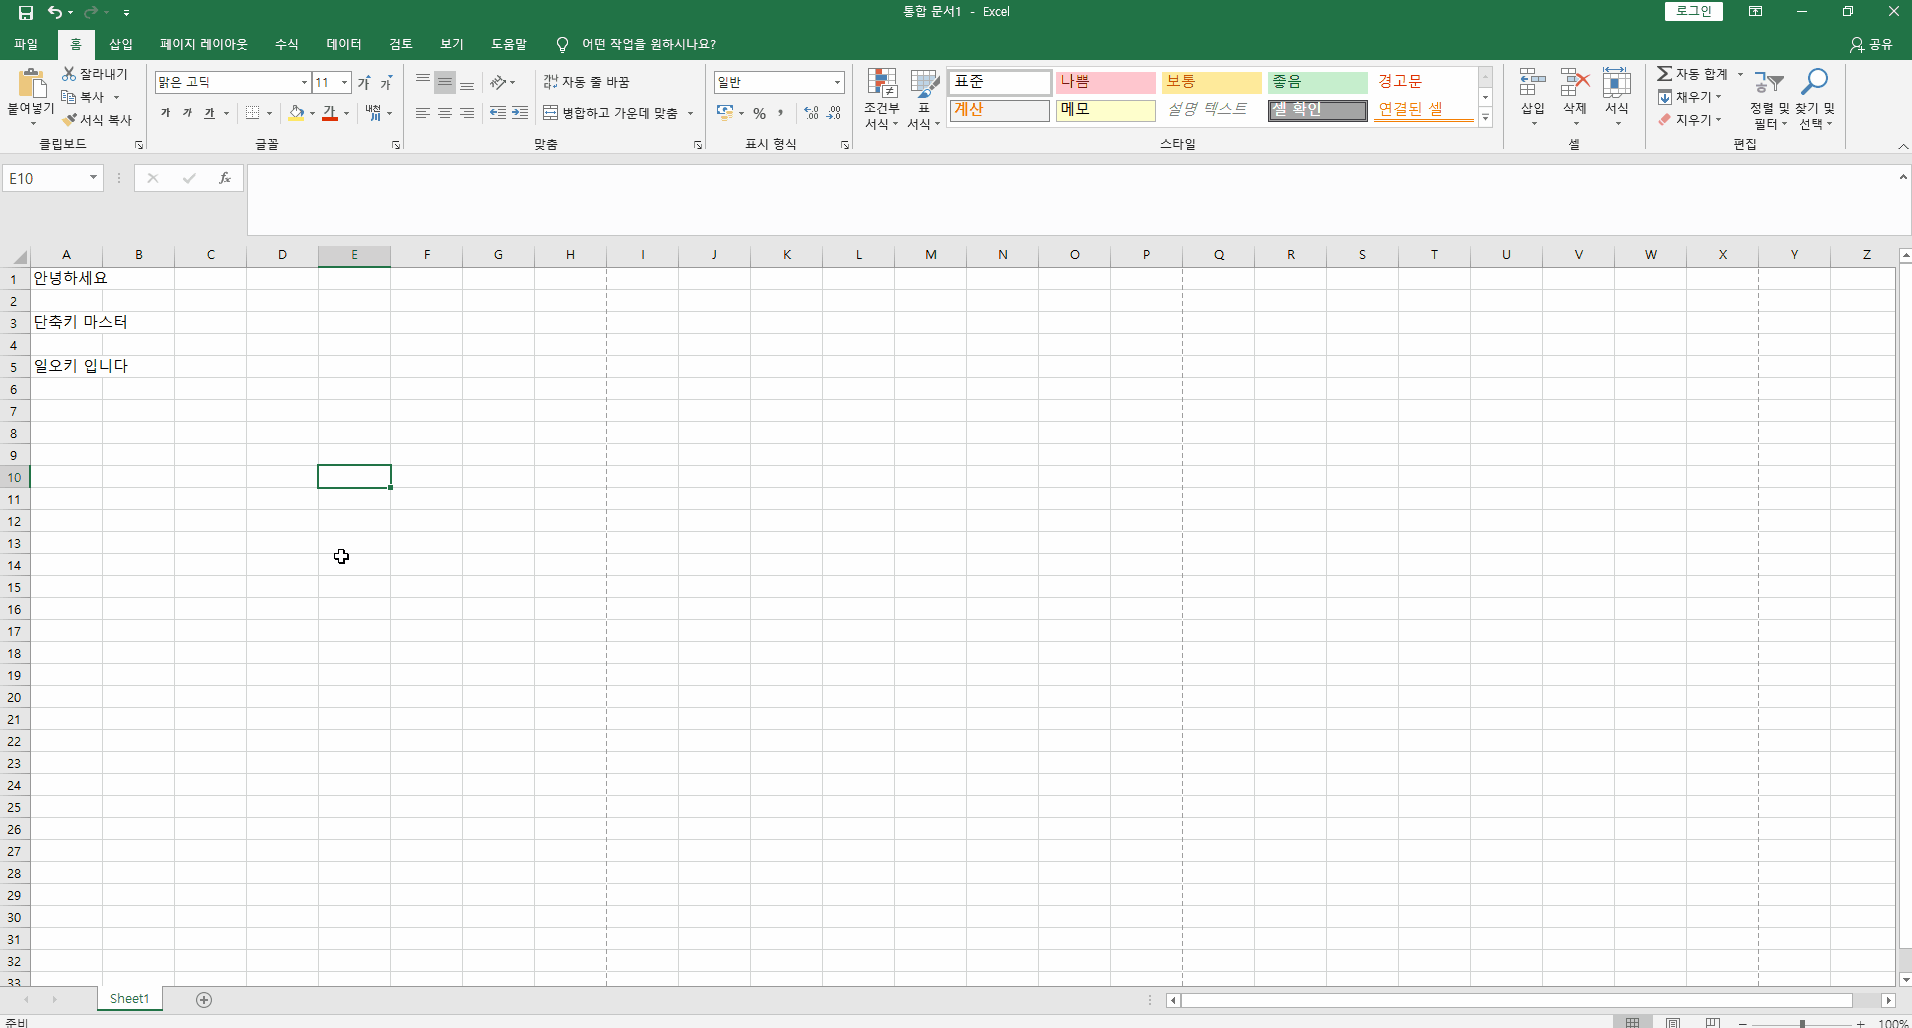 통합 문서1 - Excel
로그인
파일 홈 삽입 페이지 레이아웃 수식 데이터 검토 보기 도움말 어떤 작업을 원하시나요? 공유
붙여넣기
잘라내기
복사
서식 복사
클립보드
맑은 고딕 11 가 가
가 가 가 가 내천
글꼴
자동 줄 바꿈
병합하고 가운데 맞춤
맞춤
일반
% ,
표시 형식
조건부 서식
표 서식
표준 나쁨 보통 좋음 경고문
계산 메모 설명 텍스트 셀 확인 연결된 셀
스타일
삽입 삭제 서식
셀
자동 합계
채우기
지우기
정렬 및 필터
찾기 및 선택
편집
E10 fx
A B C D E F G H I J K L M N O P Q R S T U V W X Y Z
1 안녕하세요
2
3 단축키 마스터
4
5 일오키 입니다
6
7
8
9
10
11
12
13
14
15
16
17
18
19
20
21
22
23
24
25
26
27
28
29
30
31
32
33
Sheet1
준비 100%